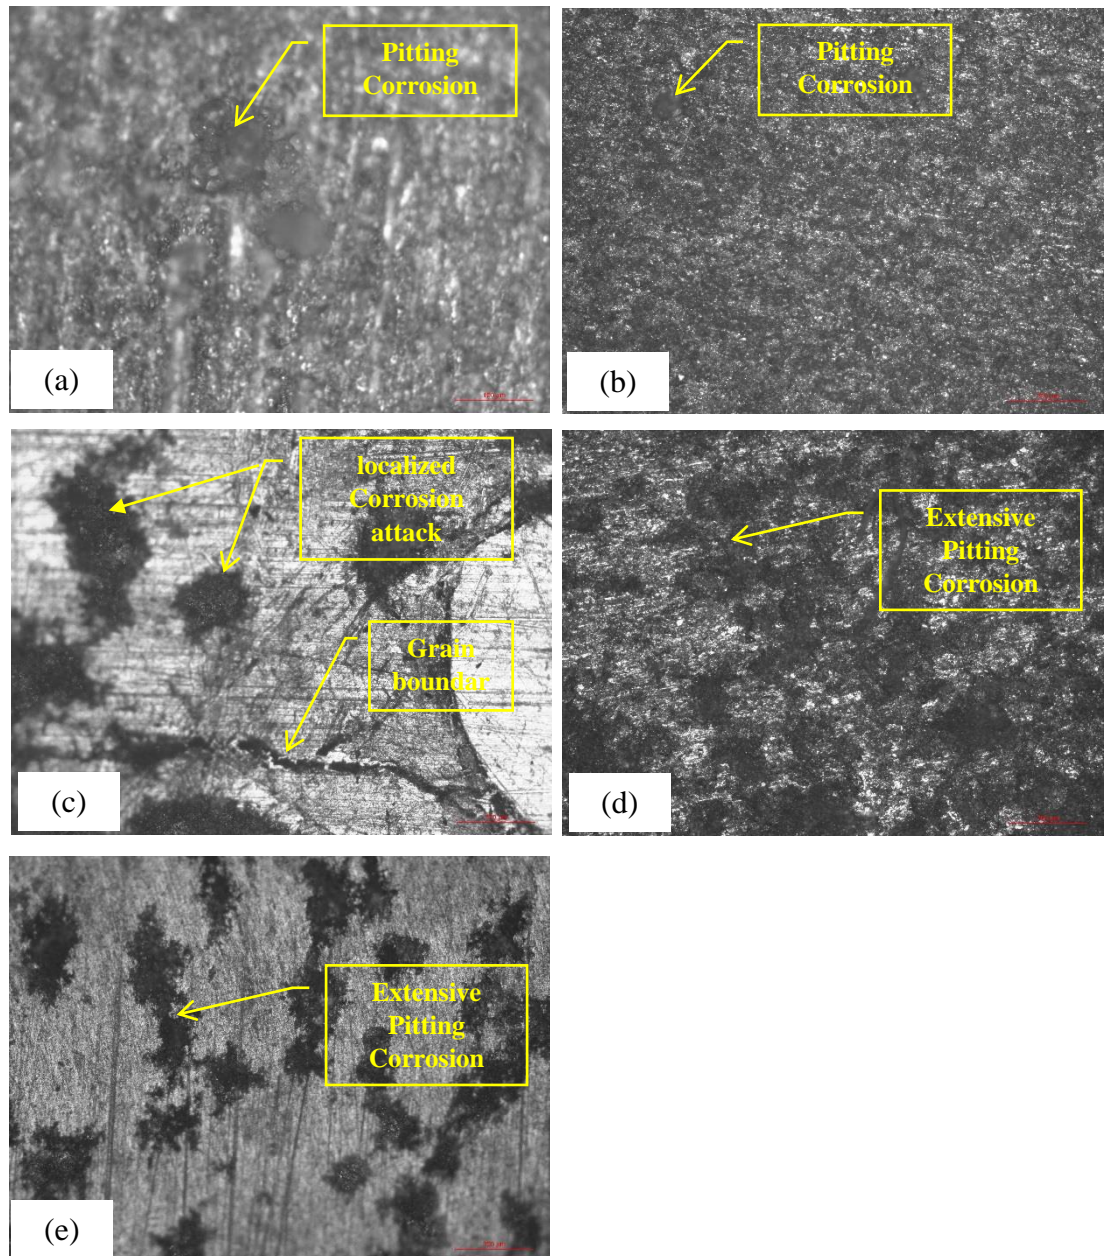 Pitting
Corrosion
(a)
Pitting
Corrosion
(b)
localized
Corrosion
attack
Grain
boundar
(c)
Extensive
Pitting
Corrosion
(d)
Extensive
Pitting
Corrosion
(e)